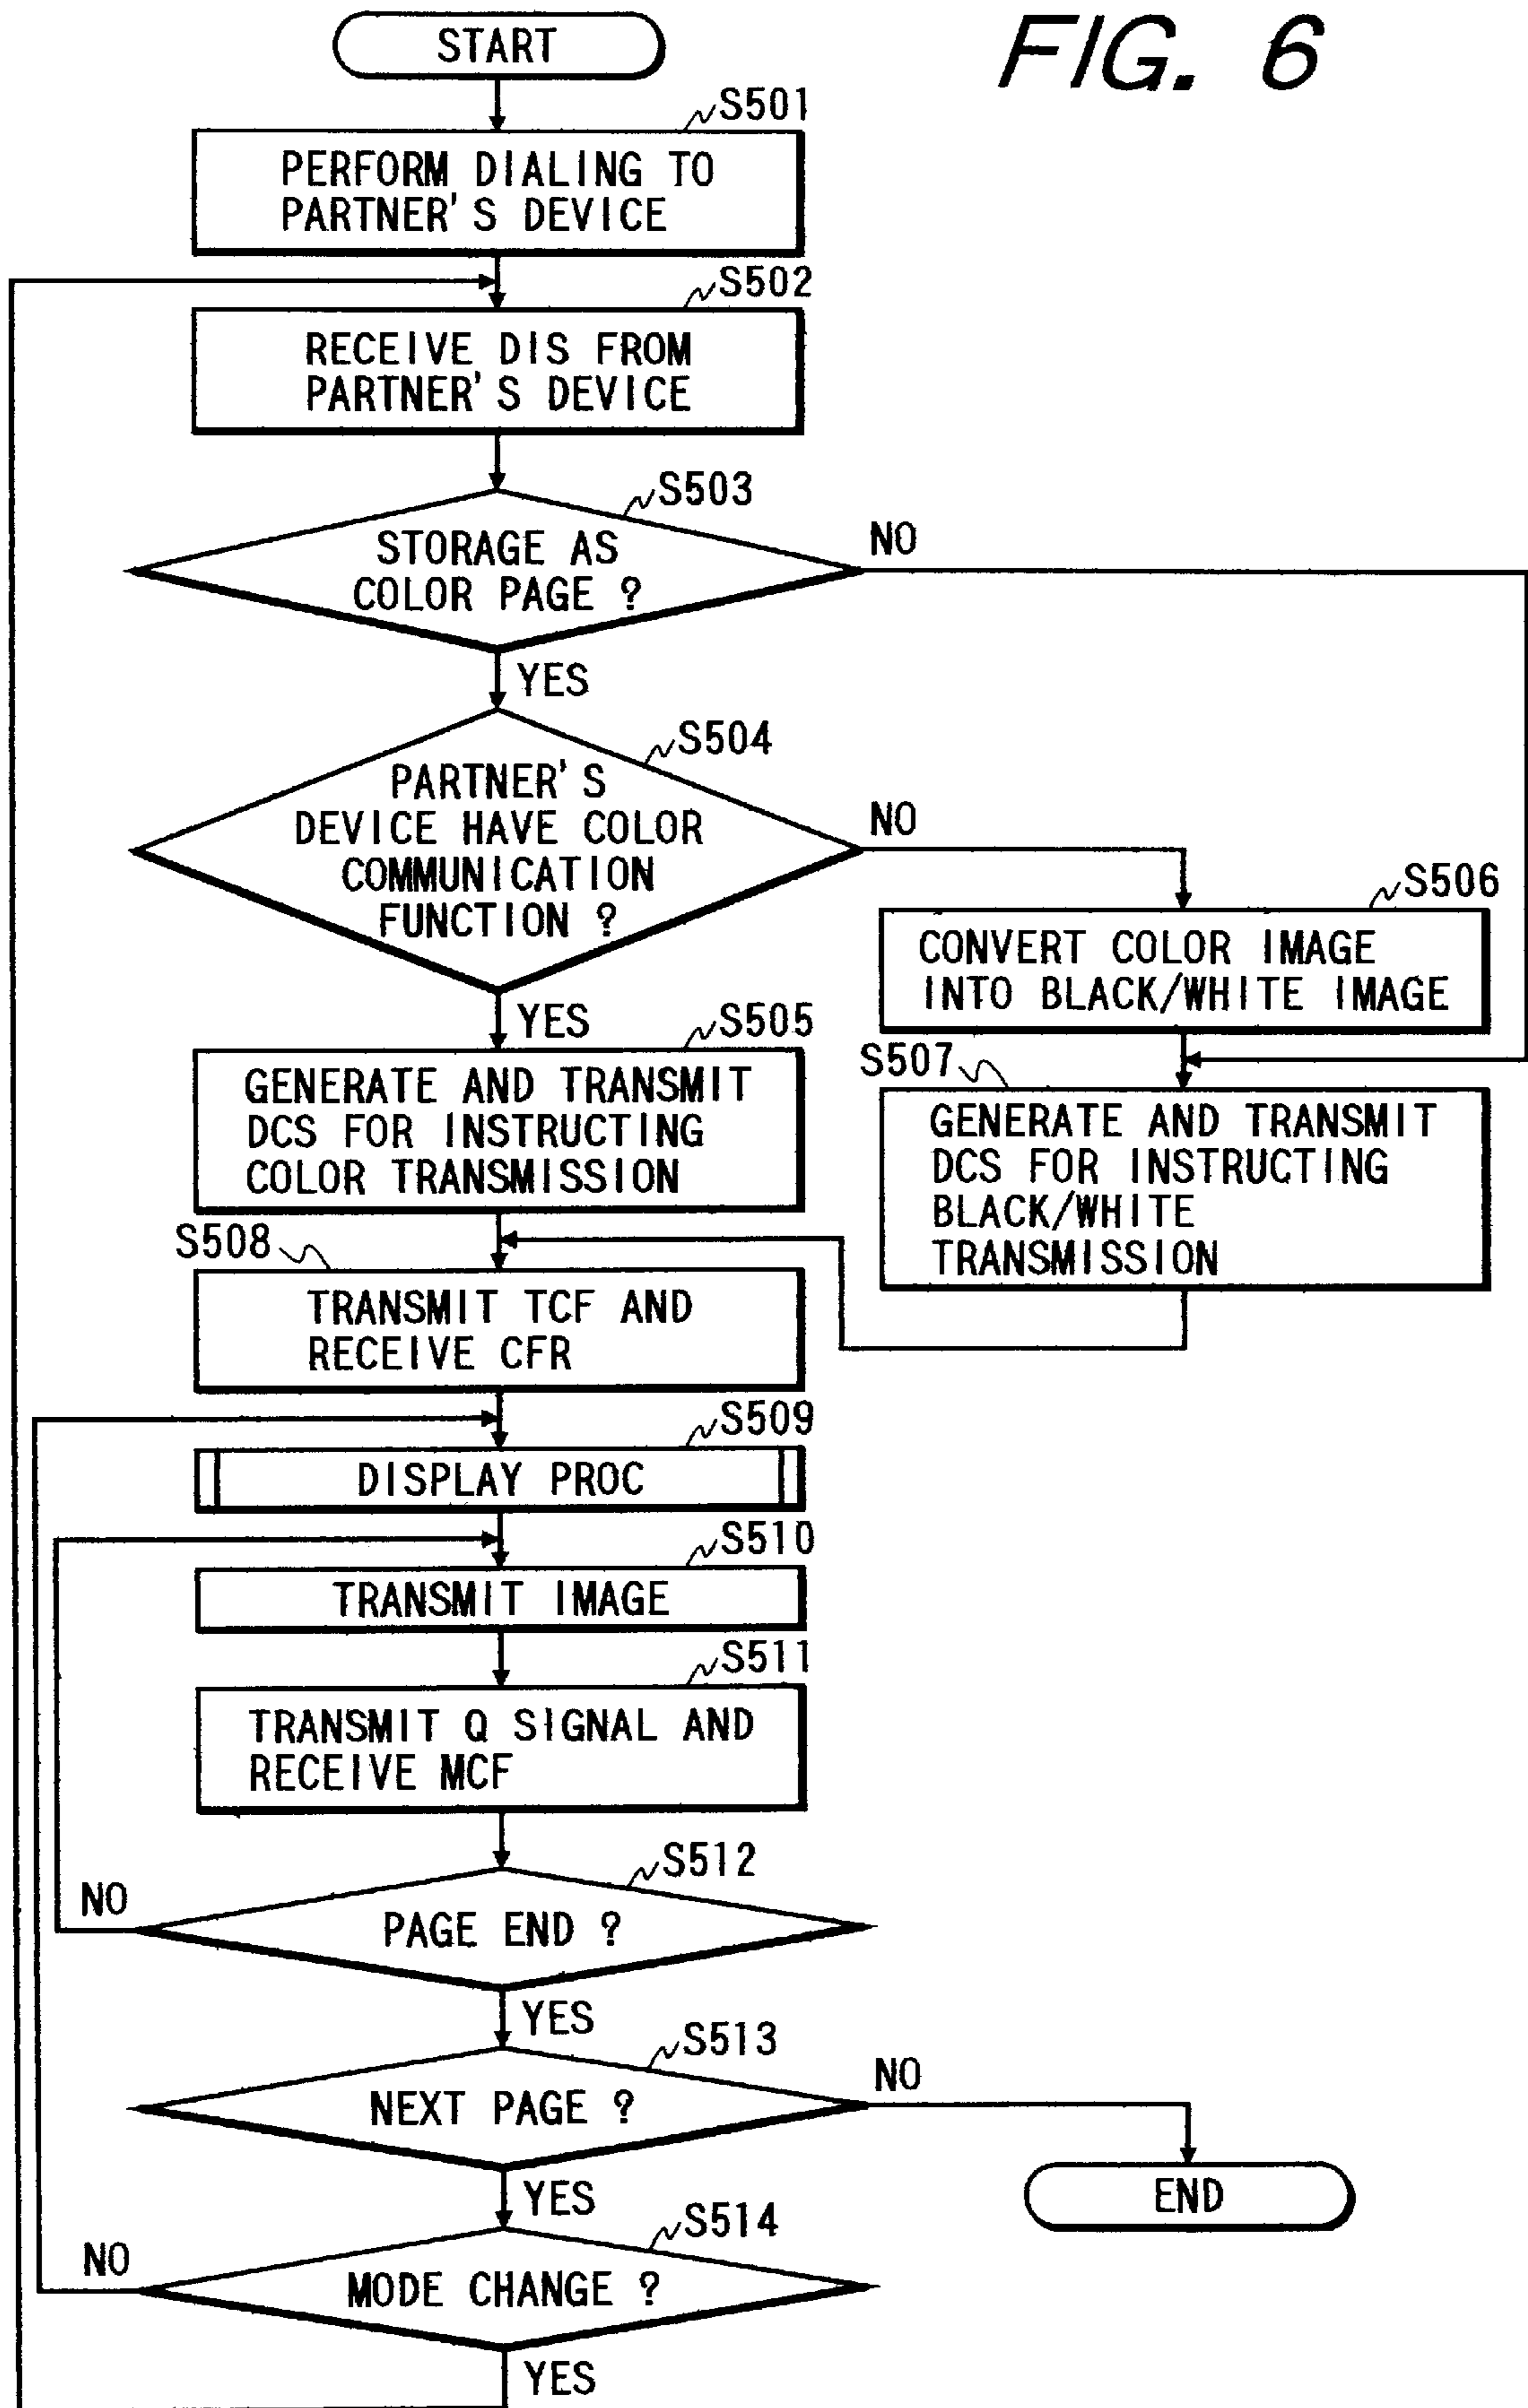 FIG. 6
START
S501
PERFORM DIALING TO
PARTNER'S DEVICE
S502
RECEIVE DIS FROM
PARTNER'S DEVICE
S503
STORAGE AS
COLOR PAGE ?
NO
YES
S504
PARTNER'S
DEVICE HAVE COLOR
COMMUNICATION
FUNCTION ?
NO
YES
S506
CONVERT COLOR IMAGE
INTO BLACK/WHITE IMAGE
S505
GENERATE AND TRANSMIT
DCS FOR INSTRUCTING
COLOR TRANSMISSION
S507
GENERATE AND TRANSMIT
DCS FOR INSTRUCTING
BLACK/WHITE
TRANSMISSION
S508
TRANSMIT TCF AND
RECEIVE CFR
S509
DISPLAY PROC
S510
TRANSMIT IMAGE
S511
TRANSMIT Q SIGNAL AND
RECEIVE MCF
S512
PAGE END ?
NO
YES
S513
NEXT PAGE ?
NO
END
YES
S514
MODE CHANGE ?
NO
YES